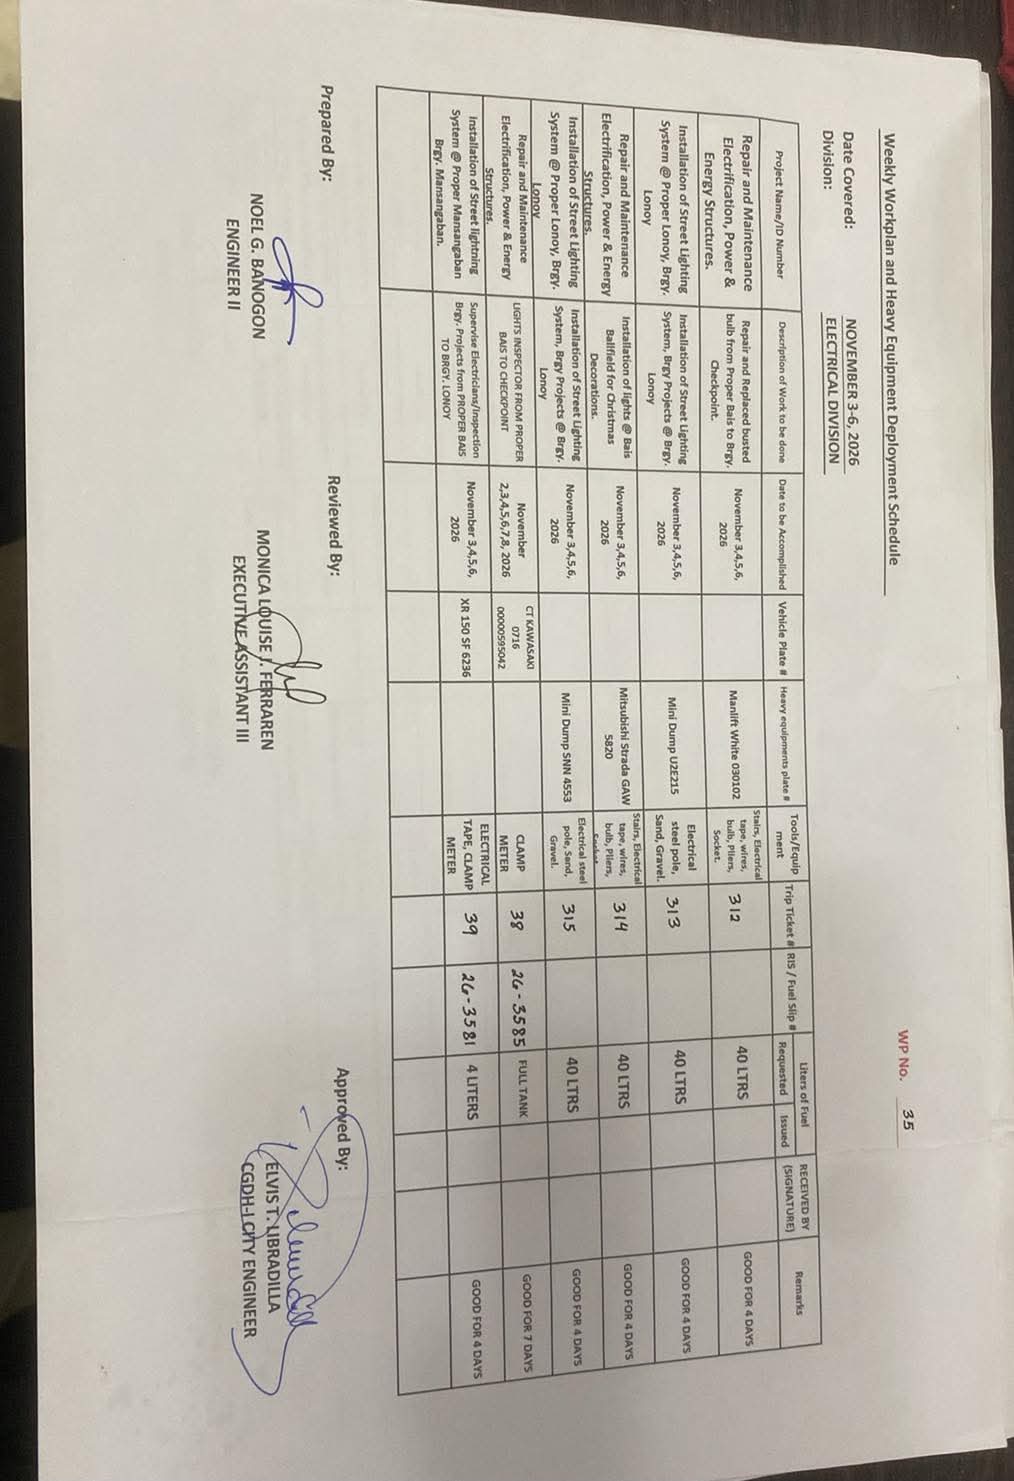 Weekly Workplan and Heavy Equipment Deployment Schedule
WP No. 35
Date Covered: NOVEMBER 3-6, 2026
Division: ELECTRICAL DIVISION
Project Name/ID Number
Description of Work to be done
Date to be Accomplished
Vehicle Plate #
Heavy equipments plate #
Tools/Equip
ment
Trip Ticket #
RIS / Fuel Slip #
Liters of Fuel
Requested
Issued
RECEIVED BY
(SIGNATURE)
Remarks
Repair and Maintenance
Electrification, Power &
Energy Structures.
Repair and Replaced busted
bulb from Proper Bais to Brgy.
Checkpoint.
November 3,4,5,6,
2026
Manlift White 030102
Stairs, Electrical
tape, wires,
bulb, Pliers,
Socket.
312
40 LTRS
GOOD FOR 4 DAYS
Installation of Street Lighting
System @ Proper Lonoy, Brgy.
Lonoy
Installation of Street Lighting
System, Brgy Projects @ Brgy.
Lonoy
November 3,4,5,6,
2026
Mini Dump U2E215
Electrical
steel pole,
Sand, Gravel.
313
40 LTRS
GOOD FOR 4 DAYS
Repair and Maintenance
Electrification, Power & Energy
Structures.
Installation of lights @ Bais
Ballfield for Christmas
Decorations.
November 3,4,5,6,
2026
Mitsubishi Strada GAW
5820
Stairs, Electrical
tape, wires,
bulb, Pliers,
314
40 LTRS
GOOD FOR 4 DAYS
Installation of Street Lighting
System @ Proper Lonoy, Brgy.
Lonoy
Installation of Street Lighting
System, Brgy Projects @ Brgy.
Lonoy
November 3,4,5,6,
2026
Mini Dump SNN 4553
Electrical steel
pole, Sand,
Gravel.
315
40 LTRS
GOOD FOR 4 DAYS
Repair and Maintenance
Electrification, Power & Energy
Structures.
LIGHTS INSPECTOR FROM PROPER
BAIS TO CHECKPOINT
November
2,3,4,5,6,7,8, 2026
CT KAWASAKI
0716
00000595042
CLAMP
METER
38
26-3585
FULL TANK
GOOD FOR 7 DAYS
Installation of Street lightning
System @ Proper Mansangaban
Brgy. Mansangaban.
Supervise Electricians/Inspection
Brgy. Projects from PROPER BAIS
TO BRGY. LONOY
November 3,4,5,6,
2026
XR 150 SF 6236
ELECTRICAL
TAPE, CLAMP
METER
39
26-3581
4 LITERS
GOOD FOR 4 DAYS
Prepared By:
NOEL G. BANOGON
ENGINEER II
Reviewed By:
MONICA LOUISE J. FERRAREN
EXECUTIVE ASSISTANT III
Approved By:
ELVIS T. LIBRADILLA
CGDH-I CITY ENGINEER